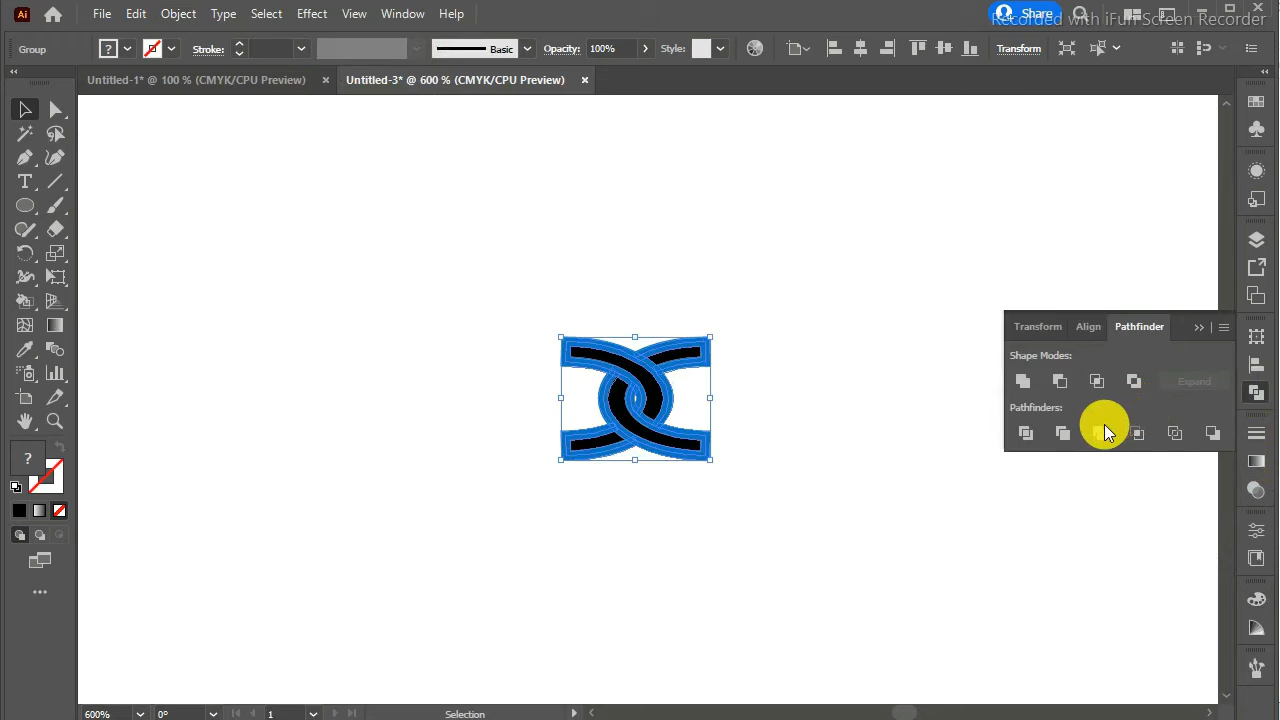 Ai File Edit Object Type Select Effect View Window Help Share
Recorded with iFun Screen Recorder
Group ? Stroke: Basic Opacity: 100% Style: Transform
Untitled-1* @ 100 % (CMYK/CPU Preview) Untitled-3* @ 600 % (CMYK/CPU Preview)
Transform Align Pathfinder
Shape Modes:
Expand
Pathfinders:
?
600% 0° 1 Selection